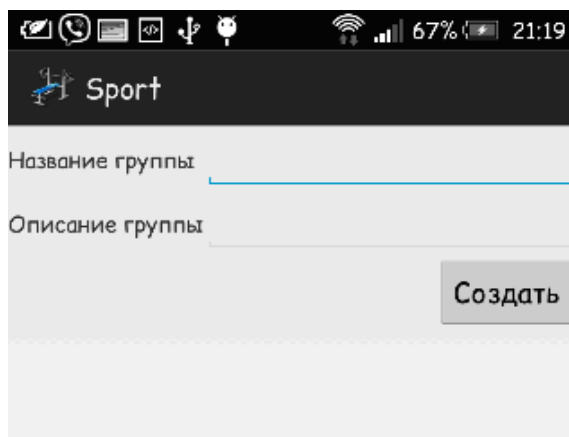 67% 21:19
Sport
Название группы
Описание группы
Создать